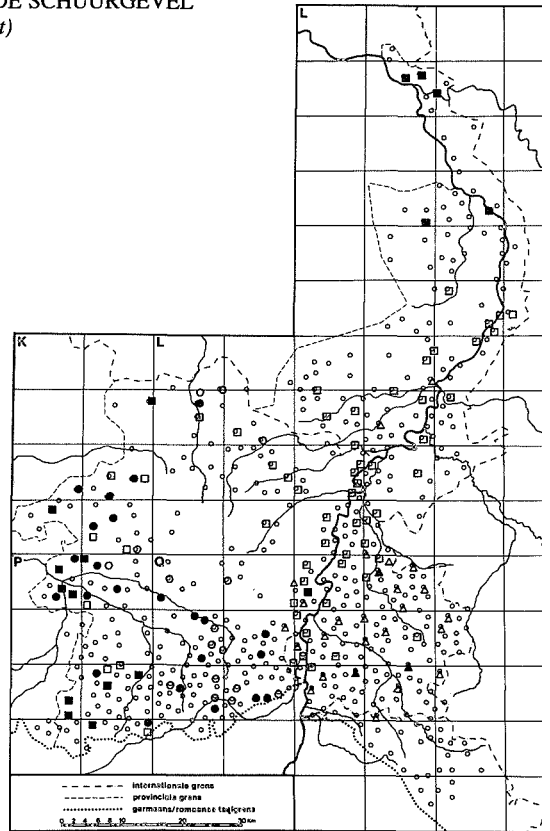 DE SCHUURGEVEL
t)
L
K L
P Q
internationale grens
provinciale grens
germaans/romaanse taalgrens
0 2 4 6 8 10 20 30 KM